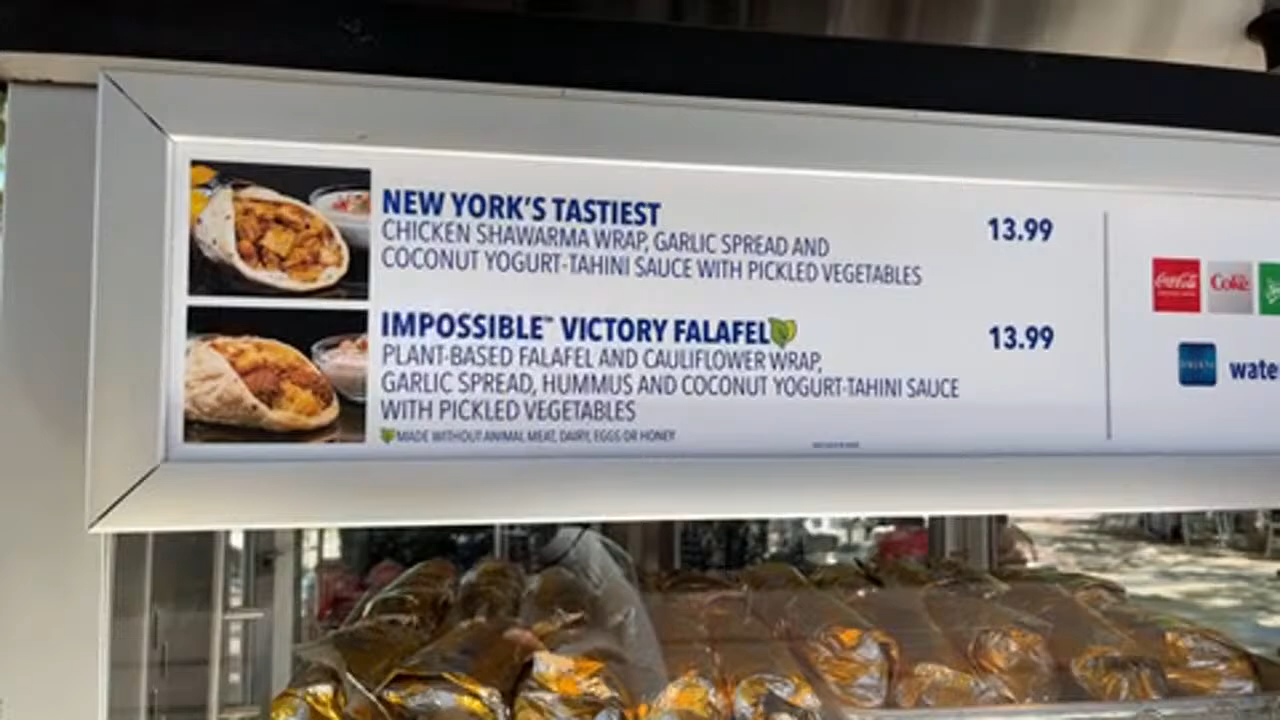 NEW YORK'S TASTIEST
13.99
CHICKEN SHAWARMA WRAP, GARLIC SPREAD AND
COCONUT YOGURT-TAHINI SAUCE WITH PICKLED VEGETABLES
IMPOSSIBLE™ VICTORY FALAFEL
13.99
PLANT-BASED FALAFEL AND CAULIFLOWER WRAP,
GARLIC SPREAD, HUMMUS AND COCONUT YOGURT-TAHINI SAUCE
WITH PICKLED VEGETABLES
MADE WITHOUT ANIMAL MEAT, DAIRY, EGGS OR HONEY
Coca-Cola
Coke
wate